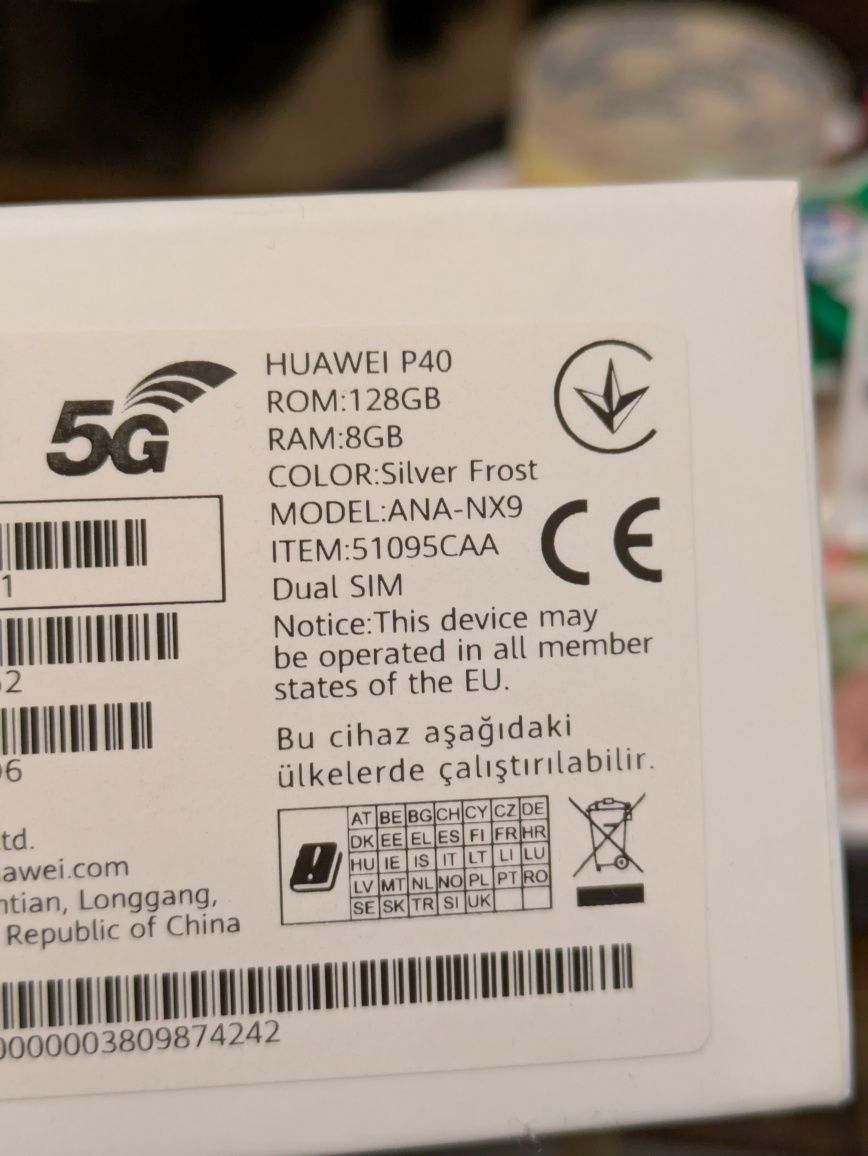 5G
HUAWEI P40
ROM:128GB
RAM:8GB
COLOR:Silver Frost
MODEL:ANA-NX9
ITEM:51095CAA
Dual SIM
CE
Notice:This device may
be operated in all member
states of the EU.
Bu cihaz aşağıdaki
ülkelerde çalıştırılabilir.
AT BE BG CH CY CZ DE
DK EE EL ES FI FR HR
HU IE IS IT LT LI LU
LV MT NL NO PL PT RO
SE SK TR SI UK
1
2
6
td.
awei.com
ntian, Longgang,
Republic of China
0000003809874242